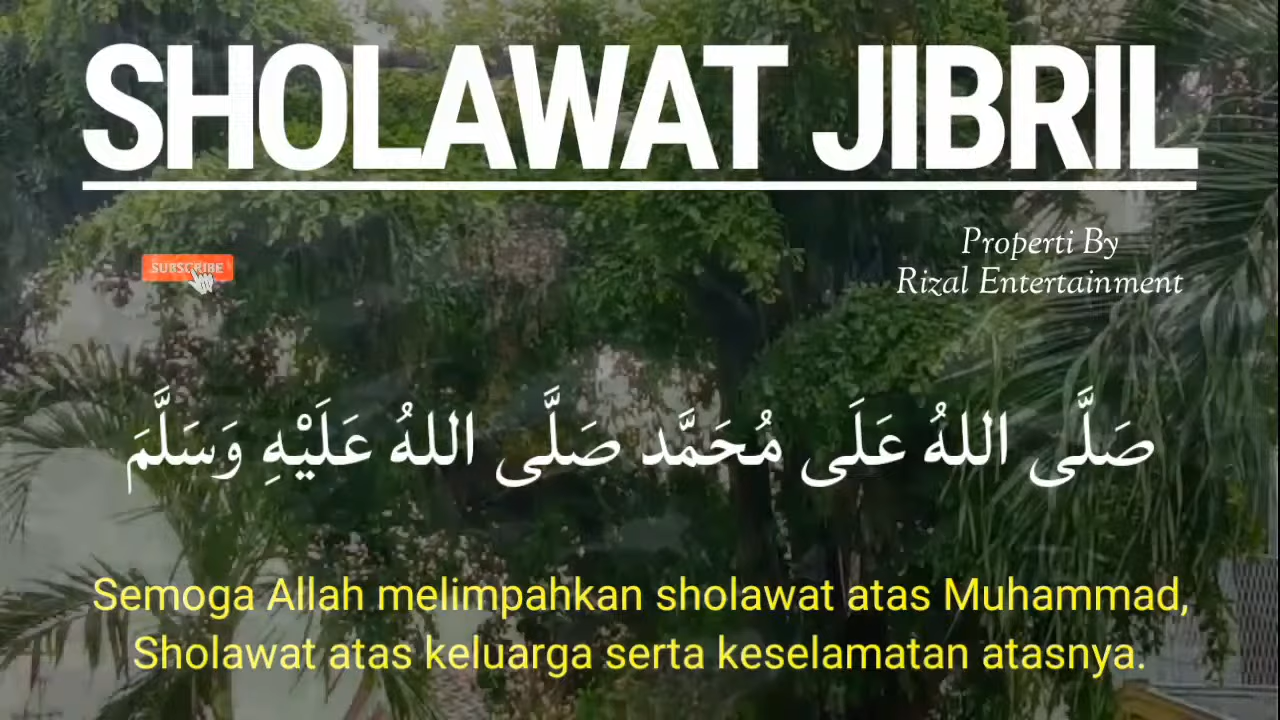 SHOLAWAT JIBRIL
Properti By
Rizal Entertainment
SUBSCRIBE
صَلَّى اللهُ عَلَى مُحَمَّد صَلَّى اللهُ عَلَيْهِ وَسَلَّمَ
Semoga Allah melimpahkan sholawat atas Muhammad,
Sholawat atas keluarga serta keselamatan atasnya.